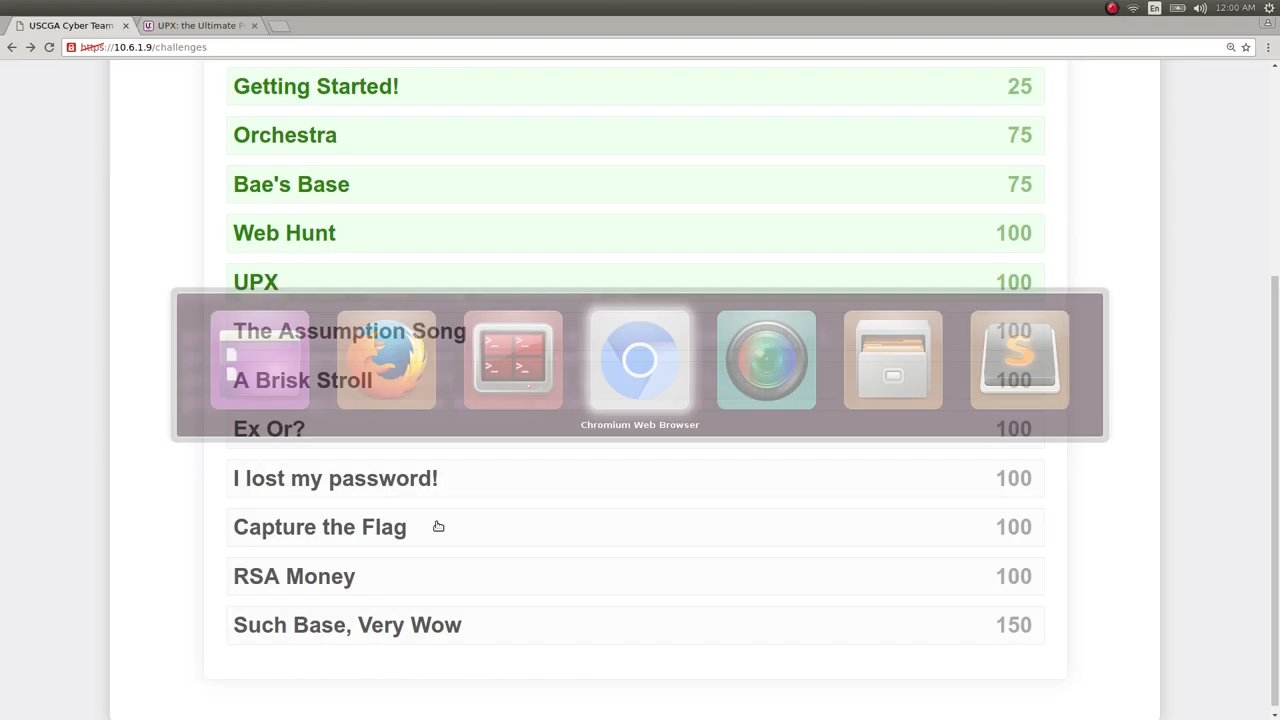 En
12:00 AM
USCGA Cyber Team
UPX: the Ultimate P
https://10.6.1.9/challenges
Getting Started! 25
Orchestra 75
Bae's Base 75
Web Hunt 100
UPX 100
The Assumption Song 100
A Brisk Stroll 100
Chromium Web Browser
Ex Or? 100
I lost my password! 100
Capture the Flag 100
RSA Money 100
Such Base, Very Wow 150